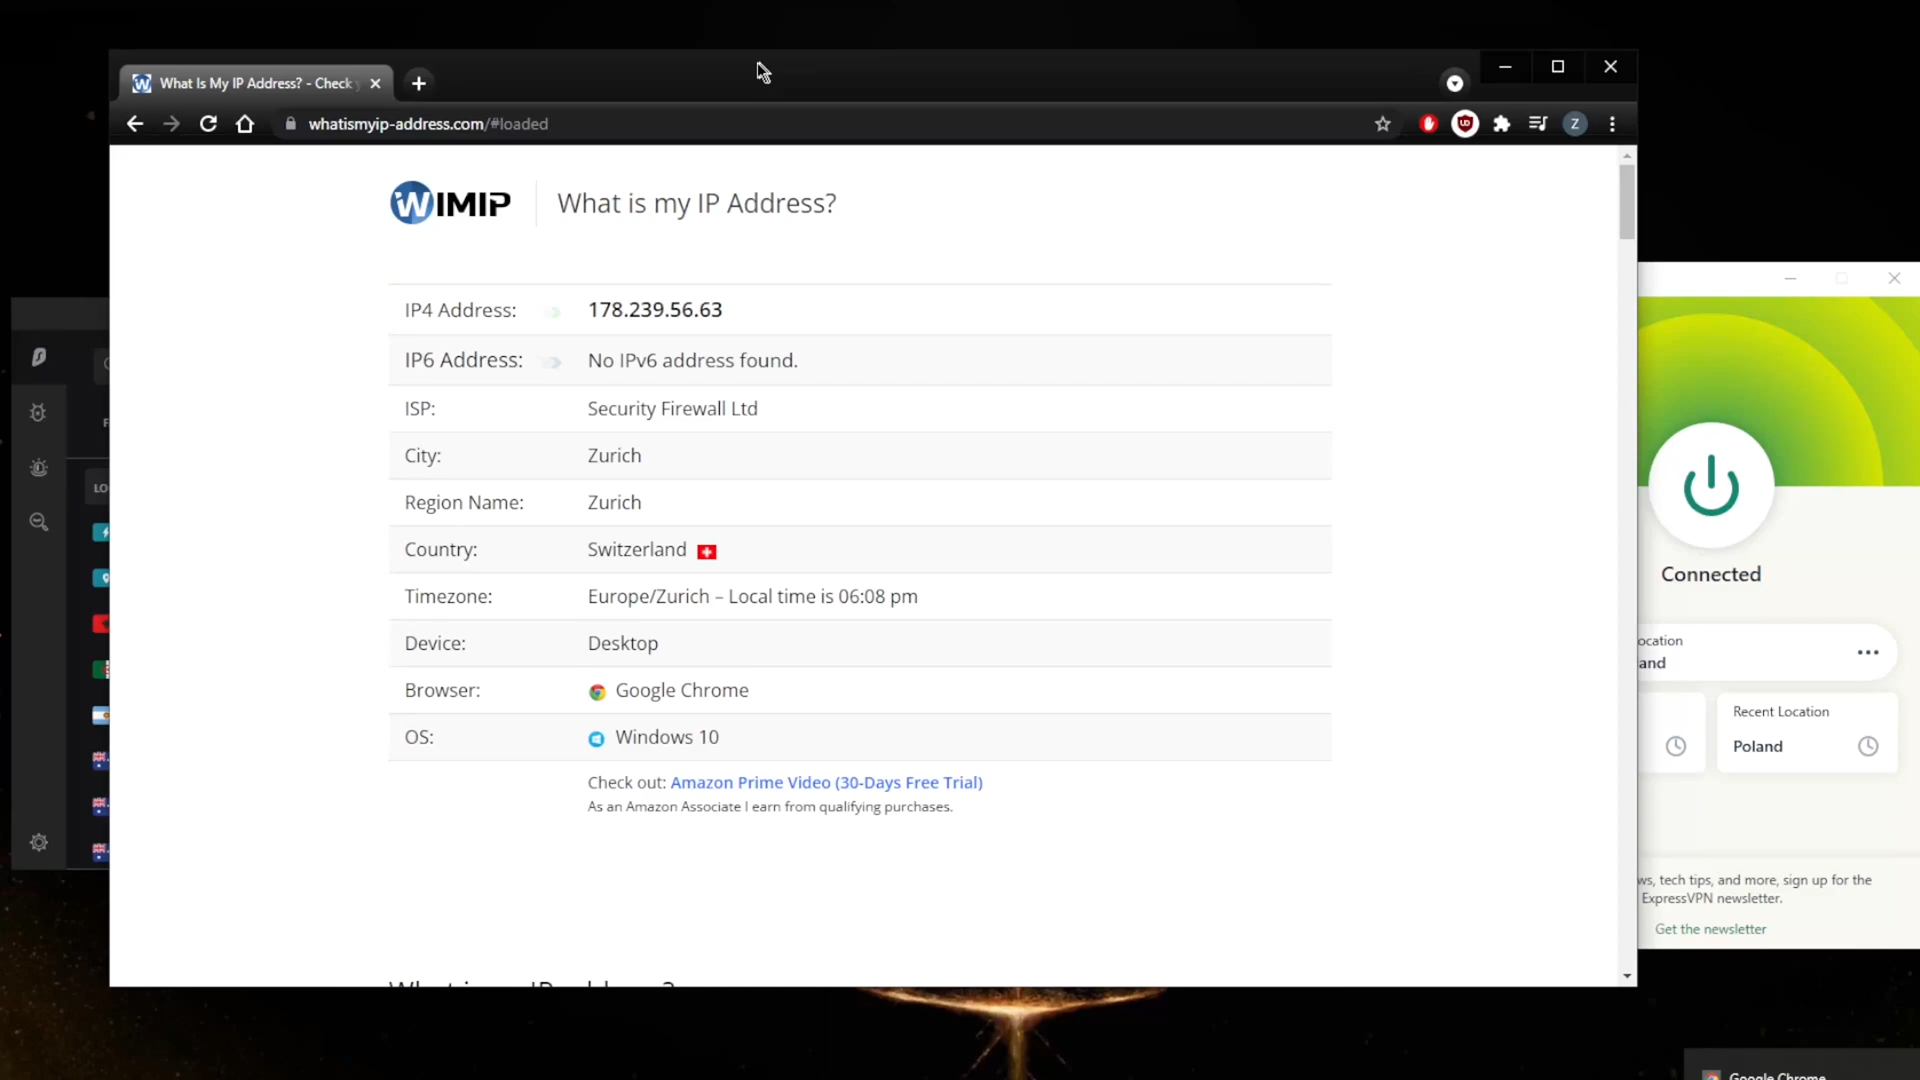 What Is My IP Address? - Check
whatismyip-address.com/#loaded
Z
WIMIP
What is my IP Address?
IP4 Address: 178.239.56.63
IP6 Address: No IPv6 address found.
ISP: Security Firewall Ltd
City: Zurich
Region Name: Zurich
Country: Switzerland
Timezone: Europe/Zurich – Local time is 06:08 pm
Device: Desktop
Browser: Google Chrome
OS: Windows 10
Check out: Amazon Prime Video (30-Days Free Trial)
As an Amazon Associate I earn from qualifying purchases.
LO
Connected
ocation
and
Recent Location
Poland
ws, tech tips, and more, sign up for the
ExpressVPN newsletter.
Get the newsletter
Google Chrome